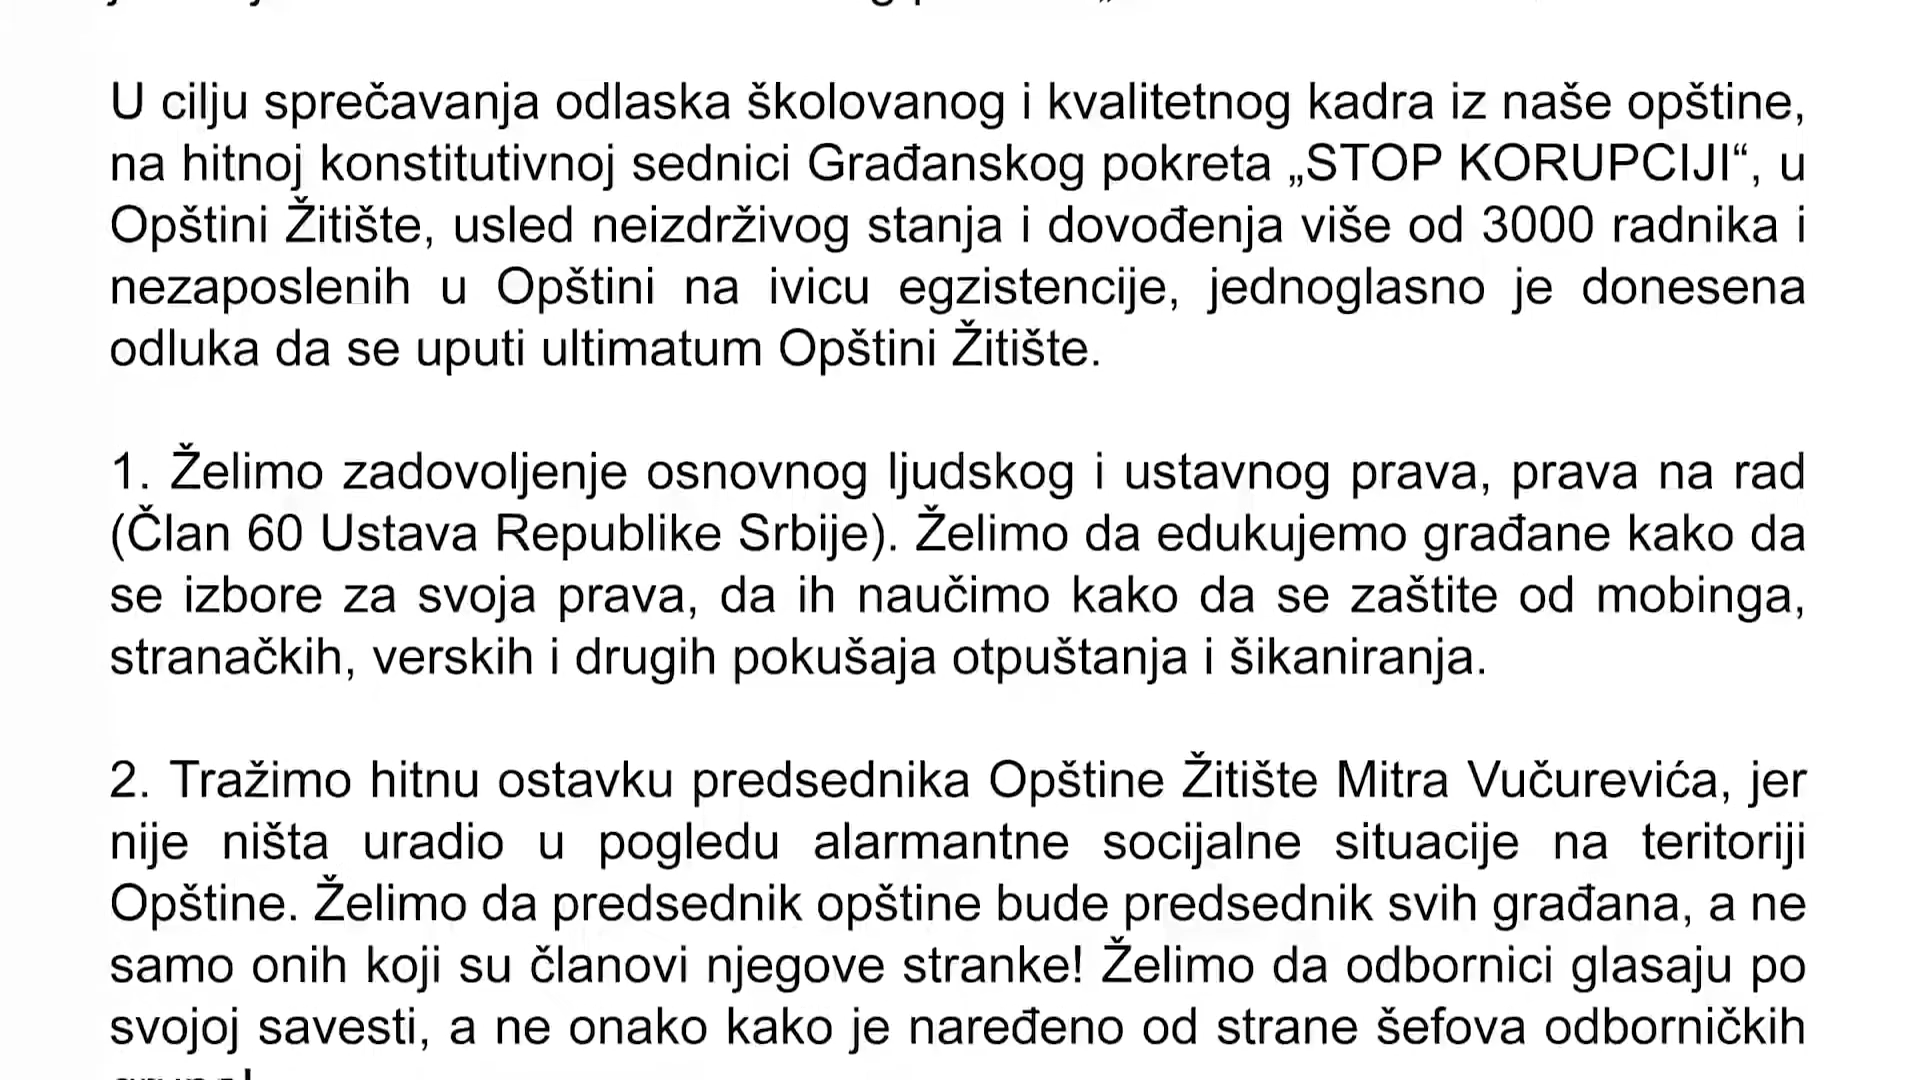 U cilju sprečavanja odlaska školovanog i kvalitetnog kadra iz naše opštine,
na hitnoj konstitutivnoj sednici Građanskog pokreta „STOP KORUPCIJI“, u
Opštini Žitište, usled neizdrživog stanja i dovođenja više od 3000 radnika i
nezaposlenih u Opštini na ivicu egzistencije, jednoglasno je donesena
odluka da se uputi ultimatum Opštini Žitište.
1. Želimo zadovoljenje osnovnog ljudskog i ustavnog prava, prava na rad
(Član 60 Ustava Republike Srbije). Želimo da edukujemo građane kako da
se izbore za svoja prava, da ih naučimo kako da se zaštite od mobinga,
stranačkih, verskih i drugih pokušaja otpuštanja i šikaniranja.
2. Tražimo hitnu ostavku predsednika Opštine Žitište Mitra Vučurevića, jer
nije ništa uradio u pogledu alarmantne socijalne situacije na teritoriji
Opštine. Želimo da predsednik opštine bude predsednik svih građana, a ne
samo onih koji su članovi njegove stranke! Želimo da odbornici glasaju po
svojoj savesti, a ne onako kako je naređeno od strane šefova odborničkih